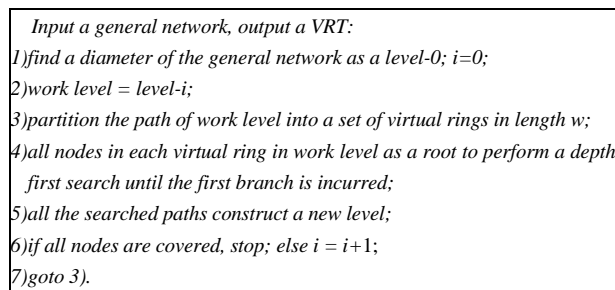 Input a general network, output a VRT:
1)find a diameter of the general network as a level-0; i=0;
2)work level = level-i;
3)partition the path of work level into a set of virtual rings in length w;
4)all nodes in each virtual ring in work level as a root to perform a depth
first search until the first branch is incurred;
5)all the searched paths construct a new level;
6)if all nodes are covered, stop; else i = i+1;
7)goto 3).